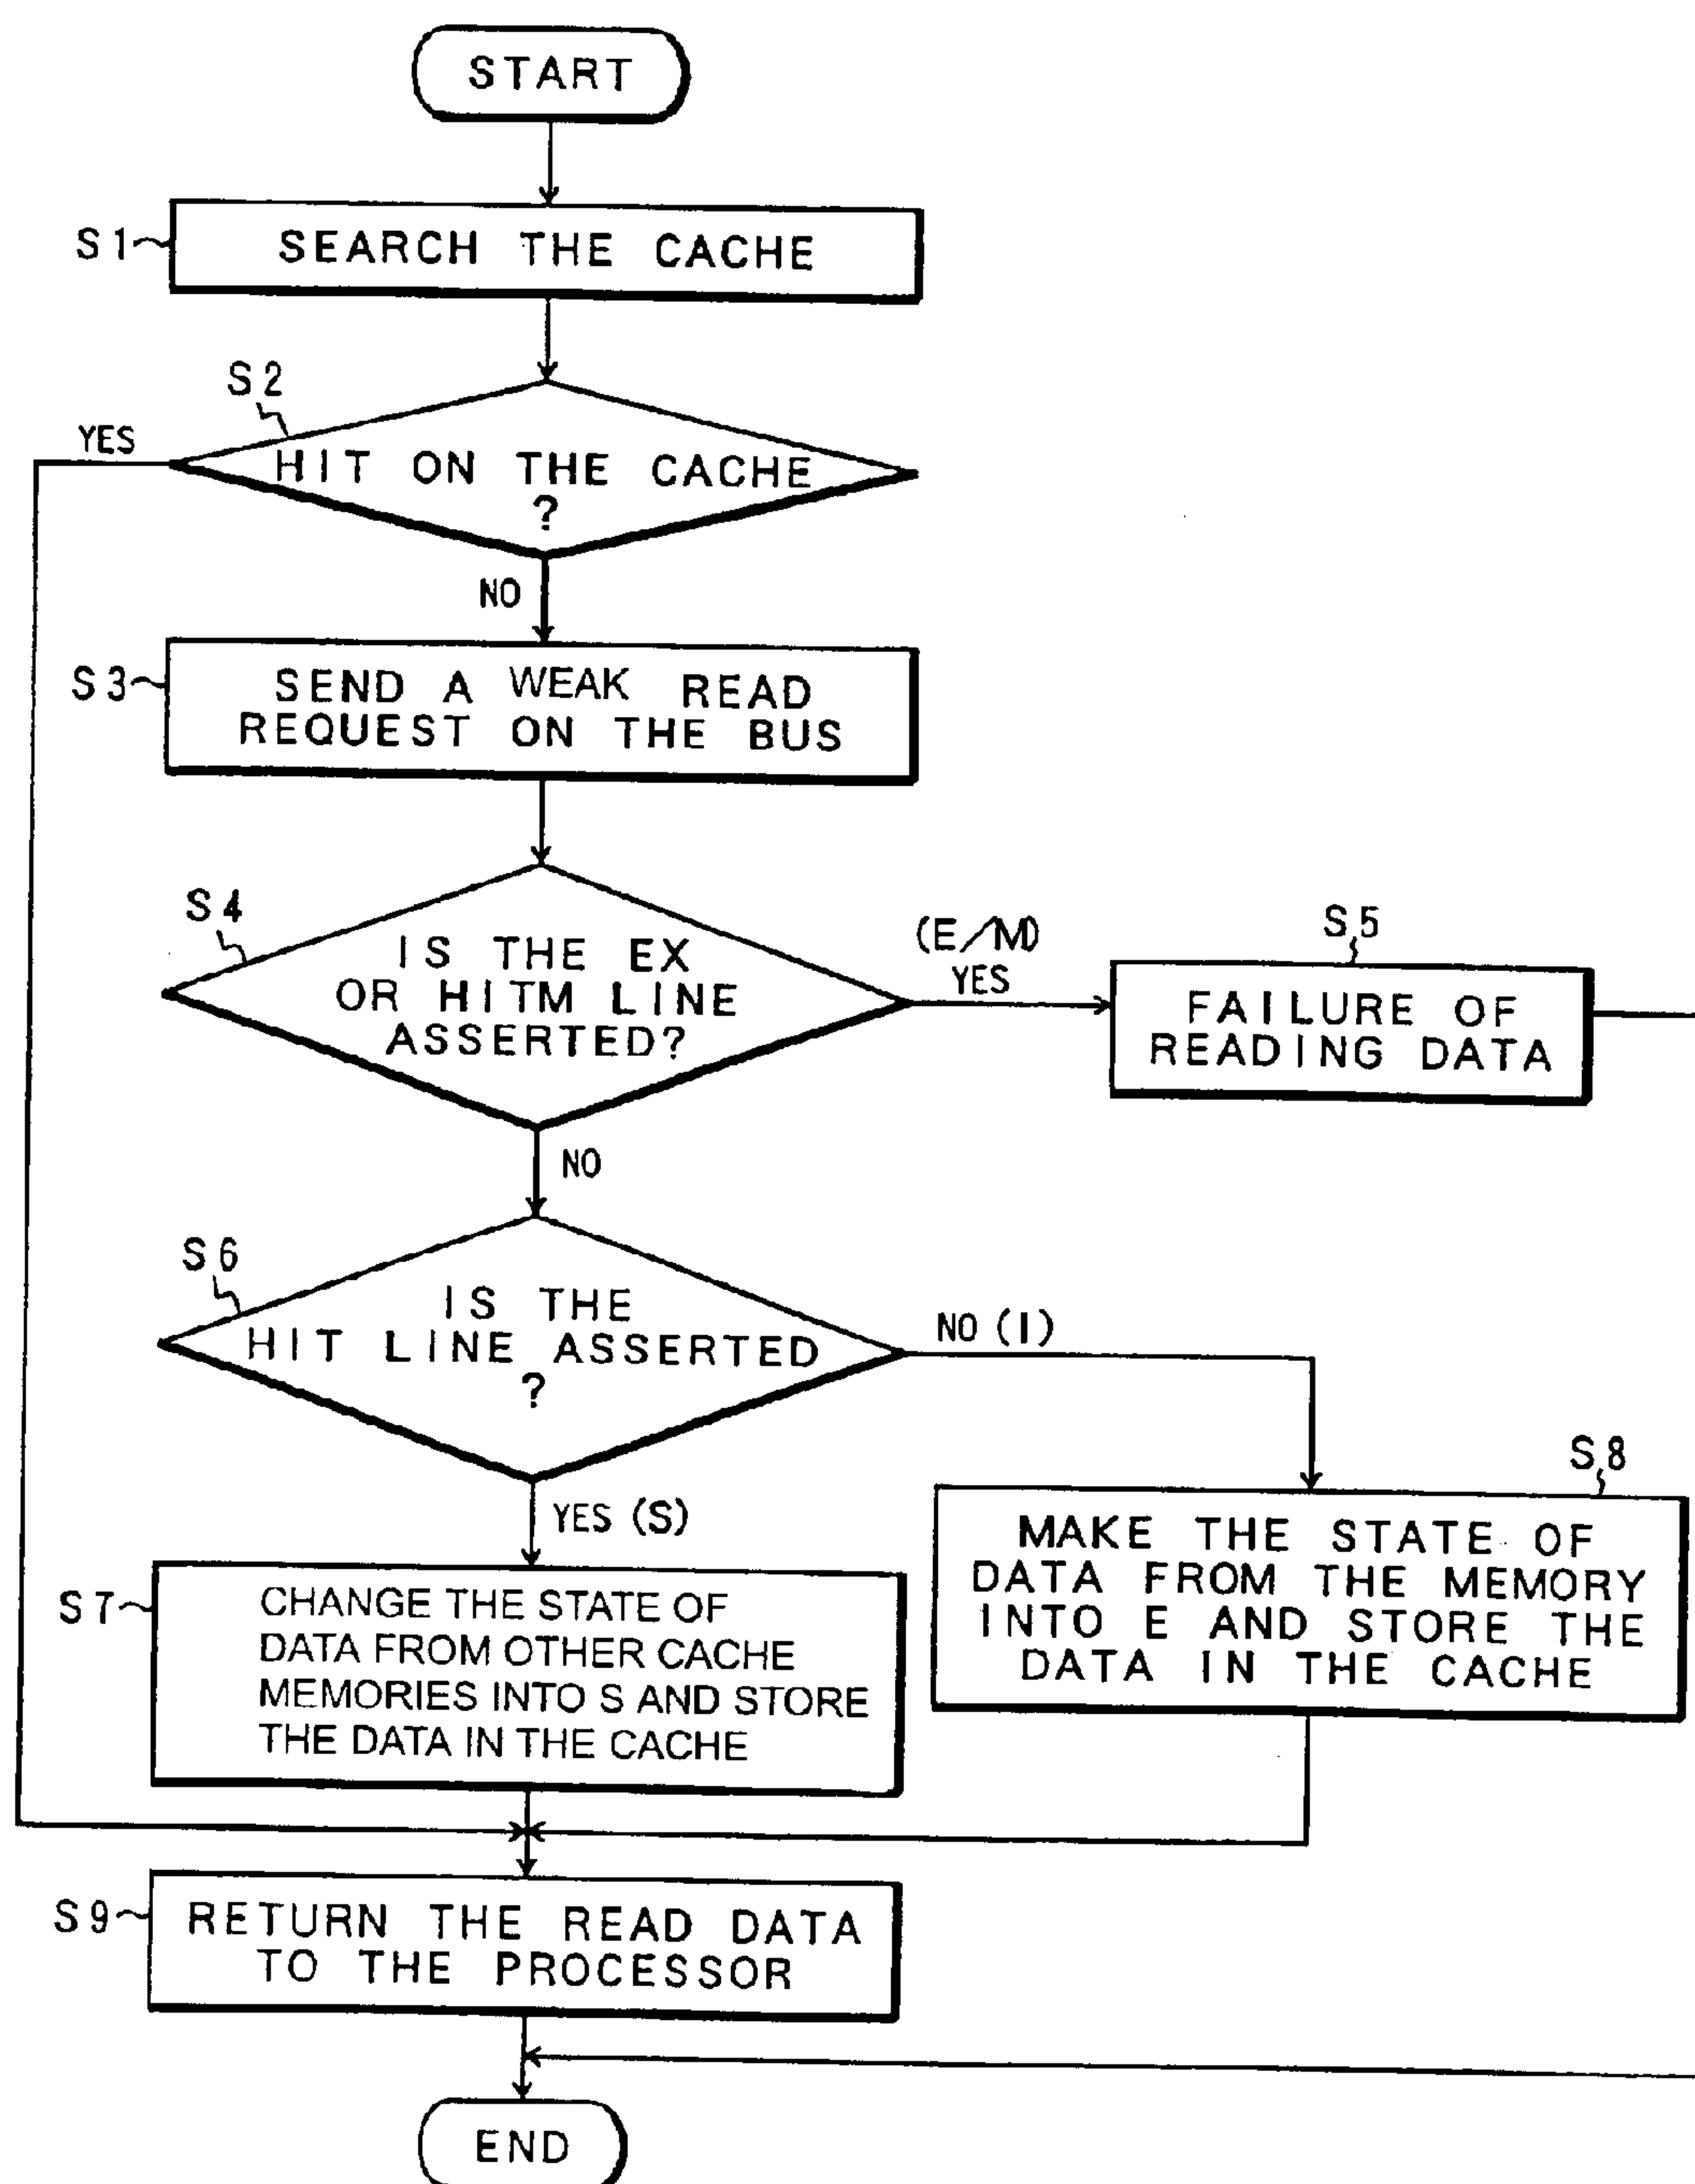 START
S1
SEARCH THE CACHE
S2
YES
HIT ON THE CACHE
?
NO
S3
SEND A WEAK READ
REQUEST ON THE BUS
S4
IS THE EX
OR HITM LINE
ASSERTED?
(E/M)
YES
S5
FAILURE OF
READING DATA
NO
S6
IS THE
HIT LINE ASSERTED
?
NO (I)
YES (S)
S7
CHANGE THE STATE OF
DATA FROM OTHER CACHE
MEMORIES INTO S AND STORE
THE DATA IN THE CACHE
S8
MAKE THE STATE OF
DATA FROM THE MEMORY
INTO E AND STORE THE
DATA IN THE CACHE
S9
RETURN THE READ DATA
TO THE PROCESSOR
END